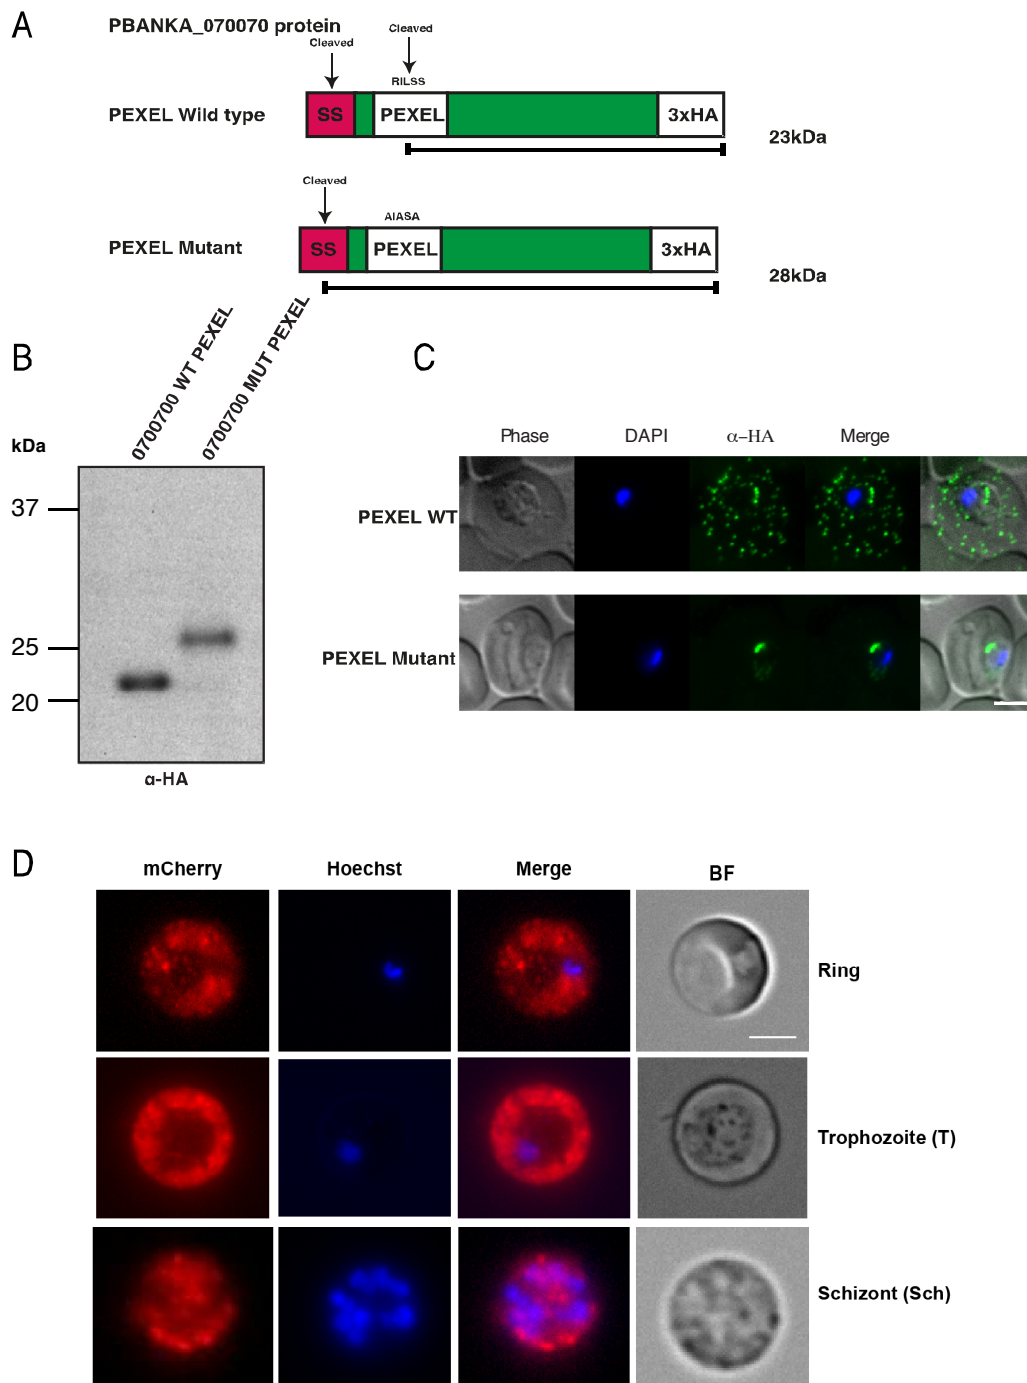 A
PBANKA_070070 protein
Cleaved
Cleaved
RILSS
PEXEL Wild type
SS
PEXEL
3xHA
23kDa
Cleaved
AIASA
PEXEL Mutant
SS
PEXEL
3xHA
28kDa
B
0700700 WT PEXEL
0700700 MUT PEXEL
kDa
37
25
20
α-HA
C
Phase
DAPI
α–HA
Merge
PEXEL WT
PEXEL Mutant
D
mCherry
Hoechst
Merge
BF
Ring
Trophozoite (T)
Schizont (Sch)